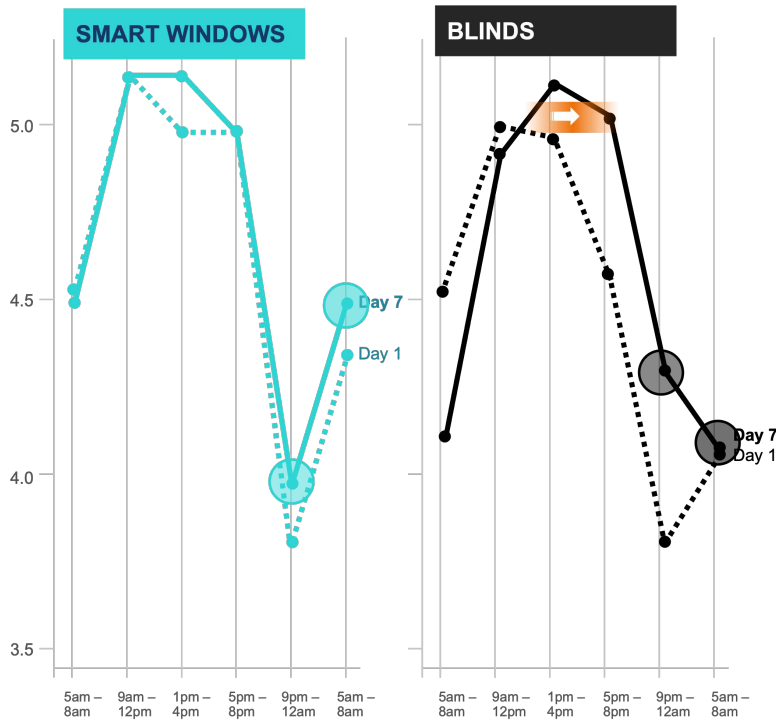 SMART WINDOWS
BLINDS
5.0
4.5
4.0
3.5
Day 7
Day 1
Day 7
Day 1
5am –
8am
9am –
12pm
1pm –
4pm
5pm –
8pm
9pm –
12am
5am –
8am
5am –
8am
9am –
12pm
1pm –
4pm
5pm –
8pm
9pm –
12am
5am –
8am